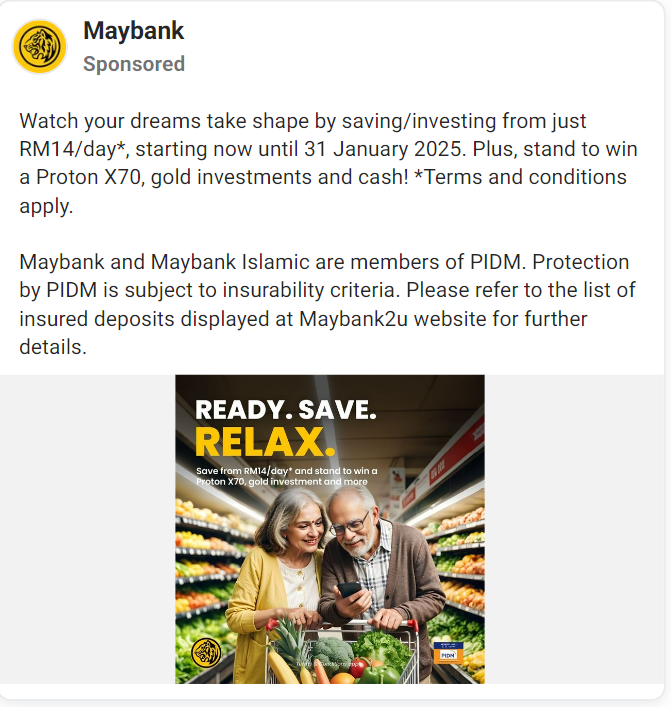 Maybank
Sponsored
Watch your dreams take shape by saving/investing from just
RM14/day*, starting now until 31 January 2025. Plus, stand to win
a Proton X70, gold investments and cash! *Terms and conditions
apply.
Maybank and Maybank Islamic are members of PIDM. Protection
by PIDM is subject to insurability criteria. Please refer to the list of
insured deposits displayed at Maybank2u website for further
details.
READY. SAVE.
RELAX.
Save from RM14/day* and stand to win a
Proton X70, gold investment and more
PIDM